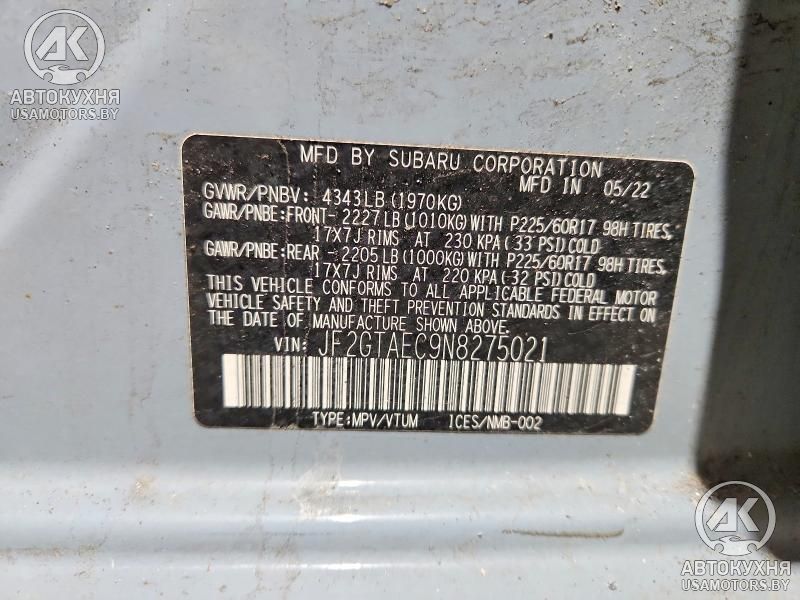 AK
АВТОКУХНЯ
USAMOTORS.BY
MFD BY SUBARU CORPORATION
MFD IN 05/22
GVWR/PNBV: 4343LB (1970KG)
GAWR/PNBE:FRONT- 2227LB (1010KG) WITH P225/60R17 98H TIRES,
17X7J RIMS AT 230 KPA (33 PSI) COLD
GAWR/PNBE:REAR - 2205LB (1000KG) WITH P225/60R17 98H TIRES,
17X7J RIMS AT 220 KPA (32 PSI) COLD
THIS VEHICLE CONFORMS TO ALL APPLICABLE FEDERAL MOTOR
VEHICLE SAFETY AND THEFT PREVENTION STANDARDS IN EFFECT ON
THE DATE OF MANUFACTURE SHOWN ABOVE.
VIN: JF2GTAEC9N8275021
TYPE:MPV/VTUM ICES/NMB-002
AK
АВТОКУХНЯ
USAMOTORS.BY